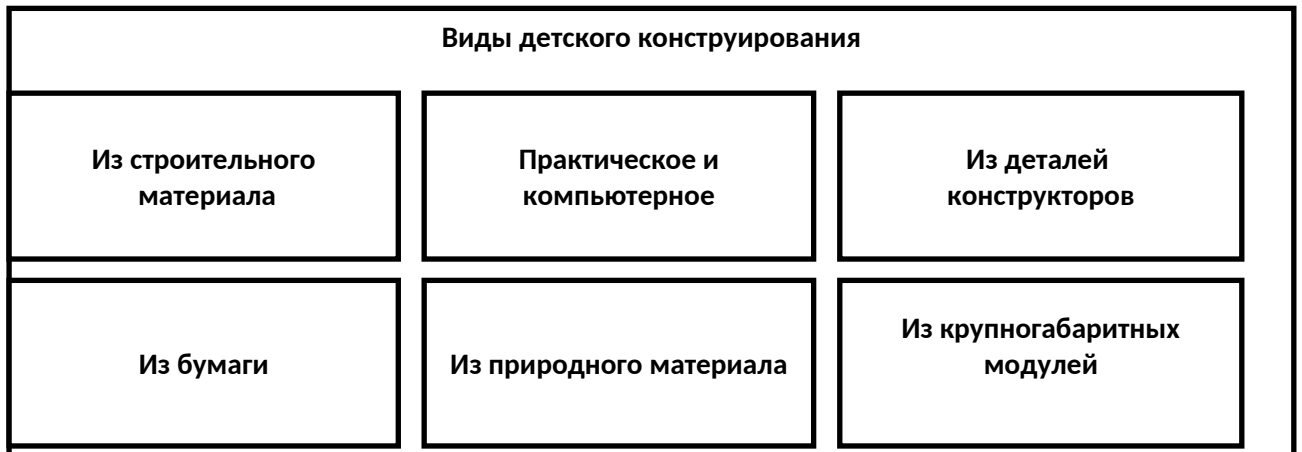 Виды детского конструирования
Из строительного
материала
Практическое и
компьютерное
Из деталей
конструкторов
Из бумаги
Из природного материала
Из крупногабаритных
модулей